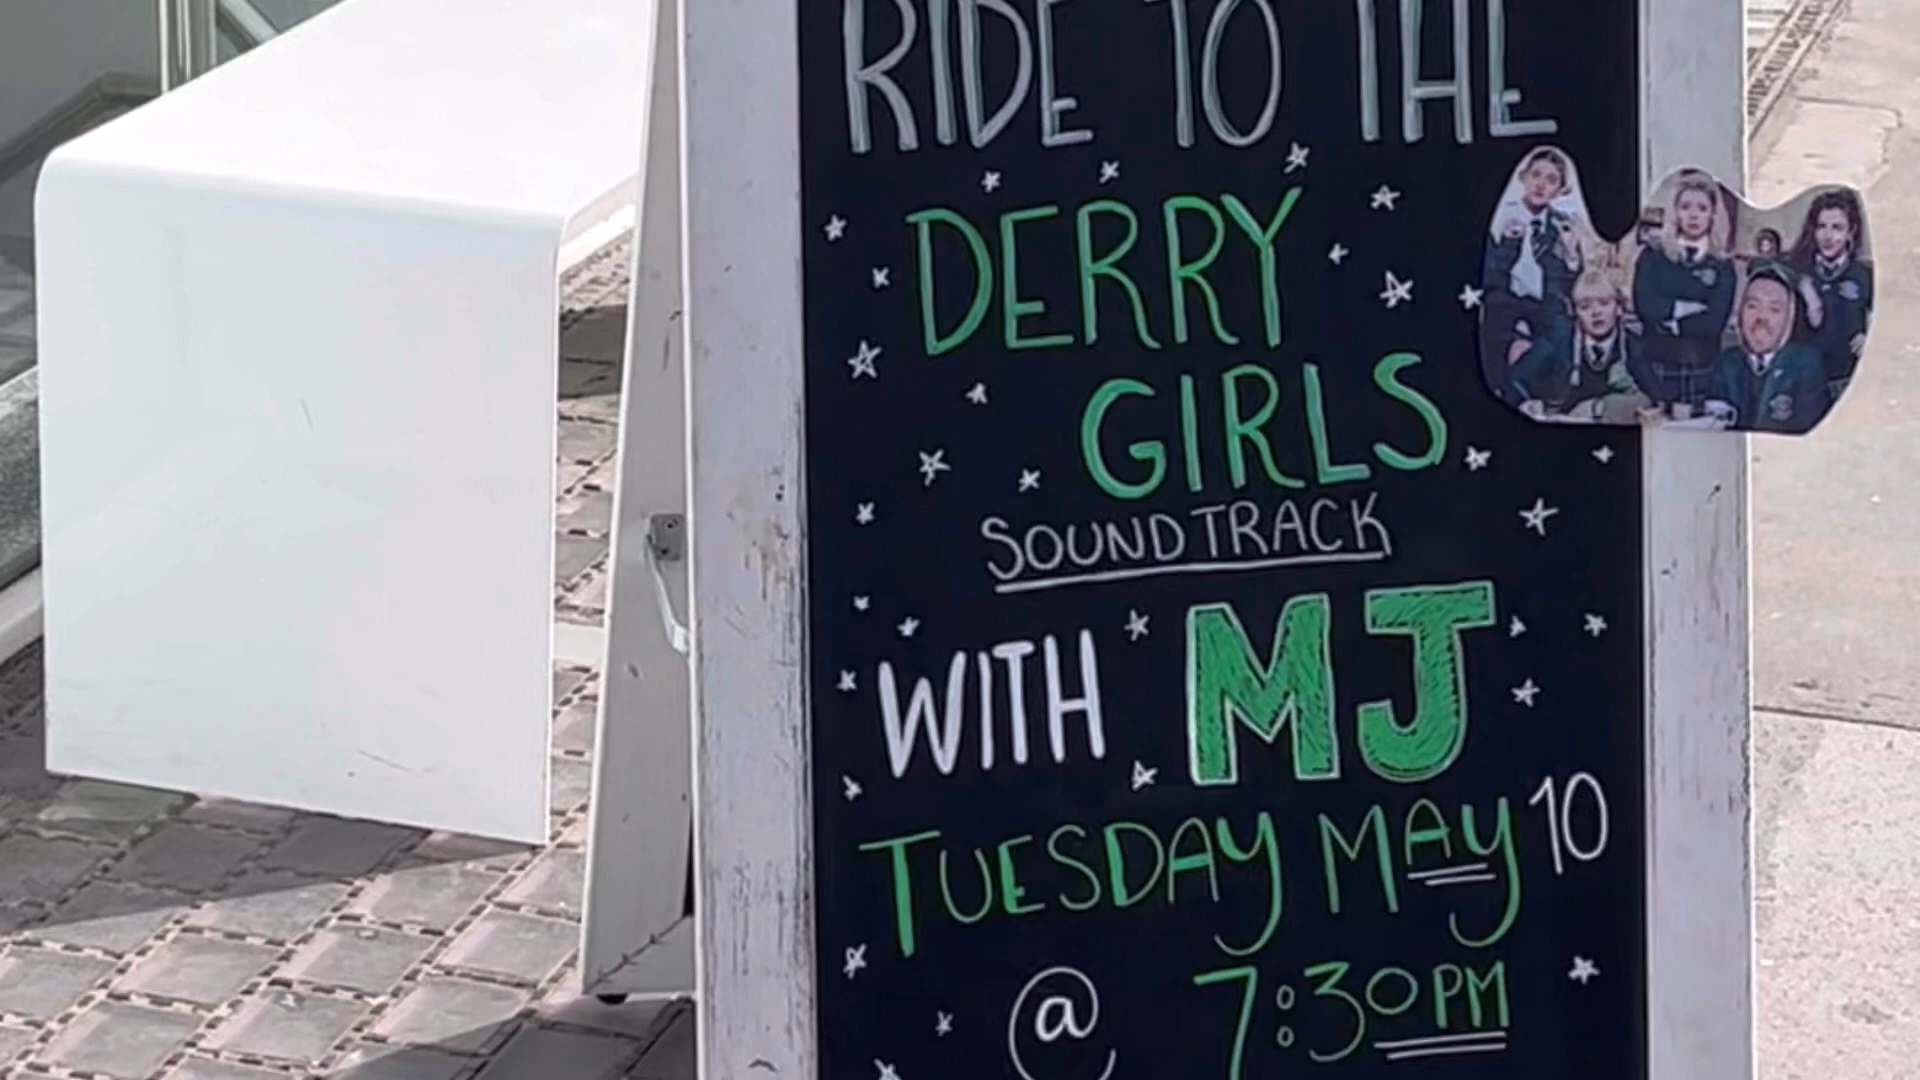 RIDE TO THE
DERRY
GIRLS
SOUNDTRACK
WITH MJ
TUESDAY MAY 10
@ 7:30PM